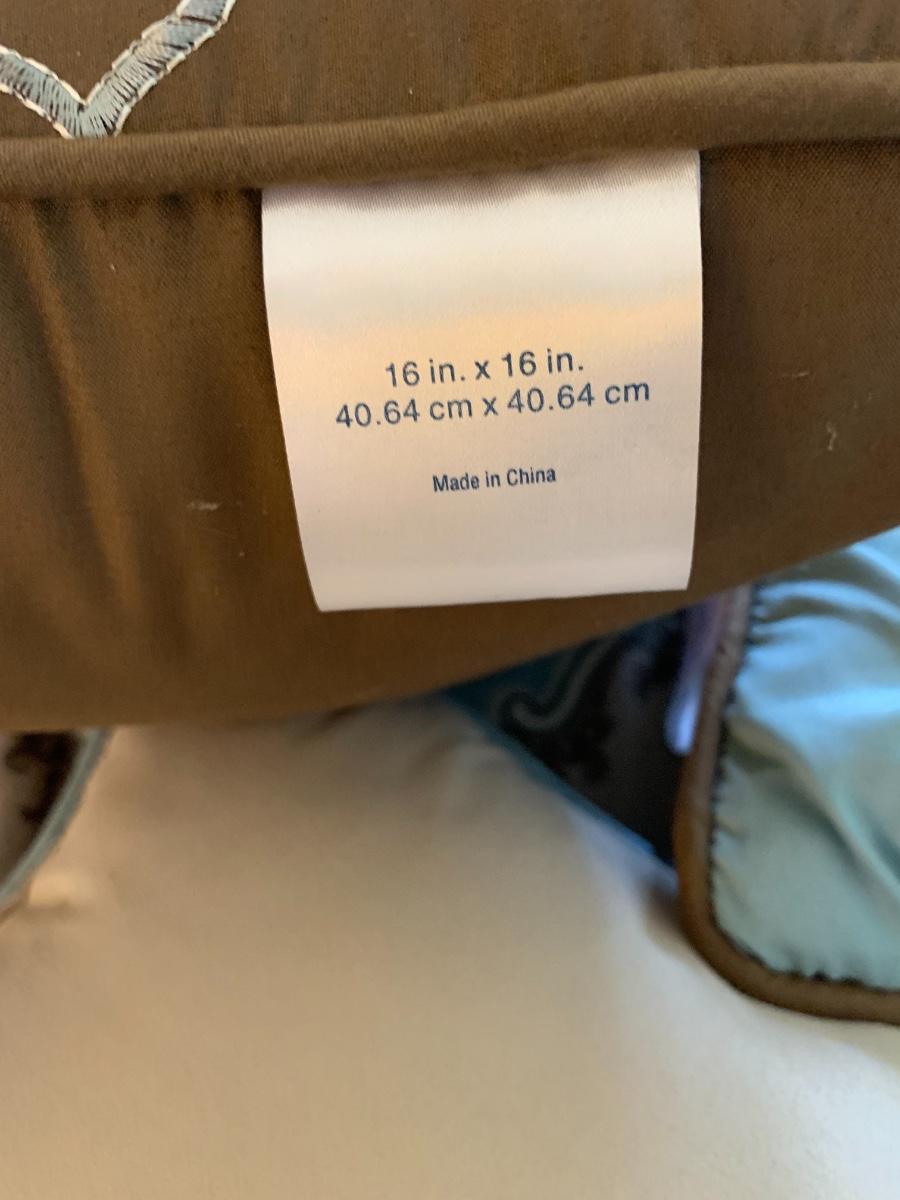 16 in. x 16 in.
40.64 cm x 40.64 cm
Made in China